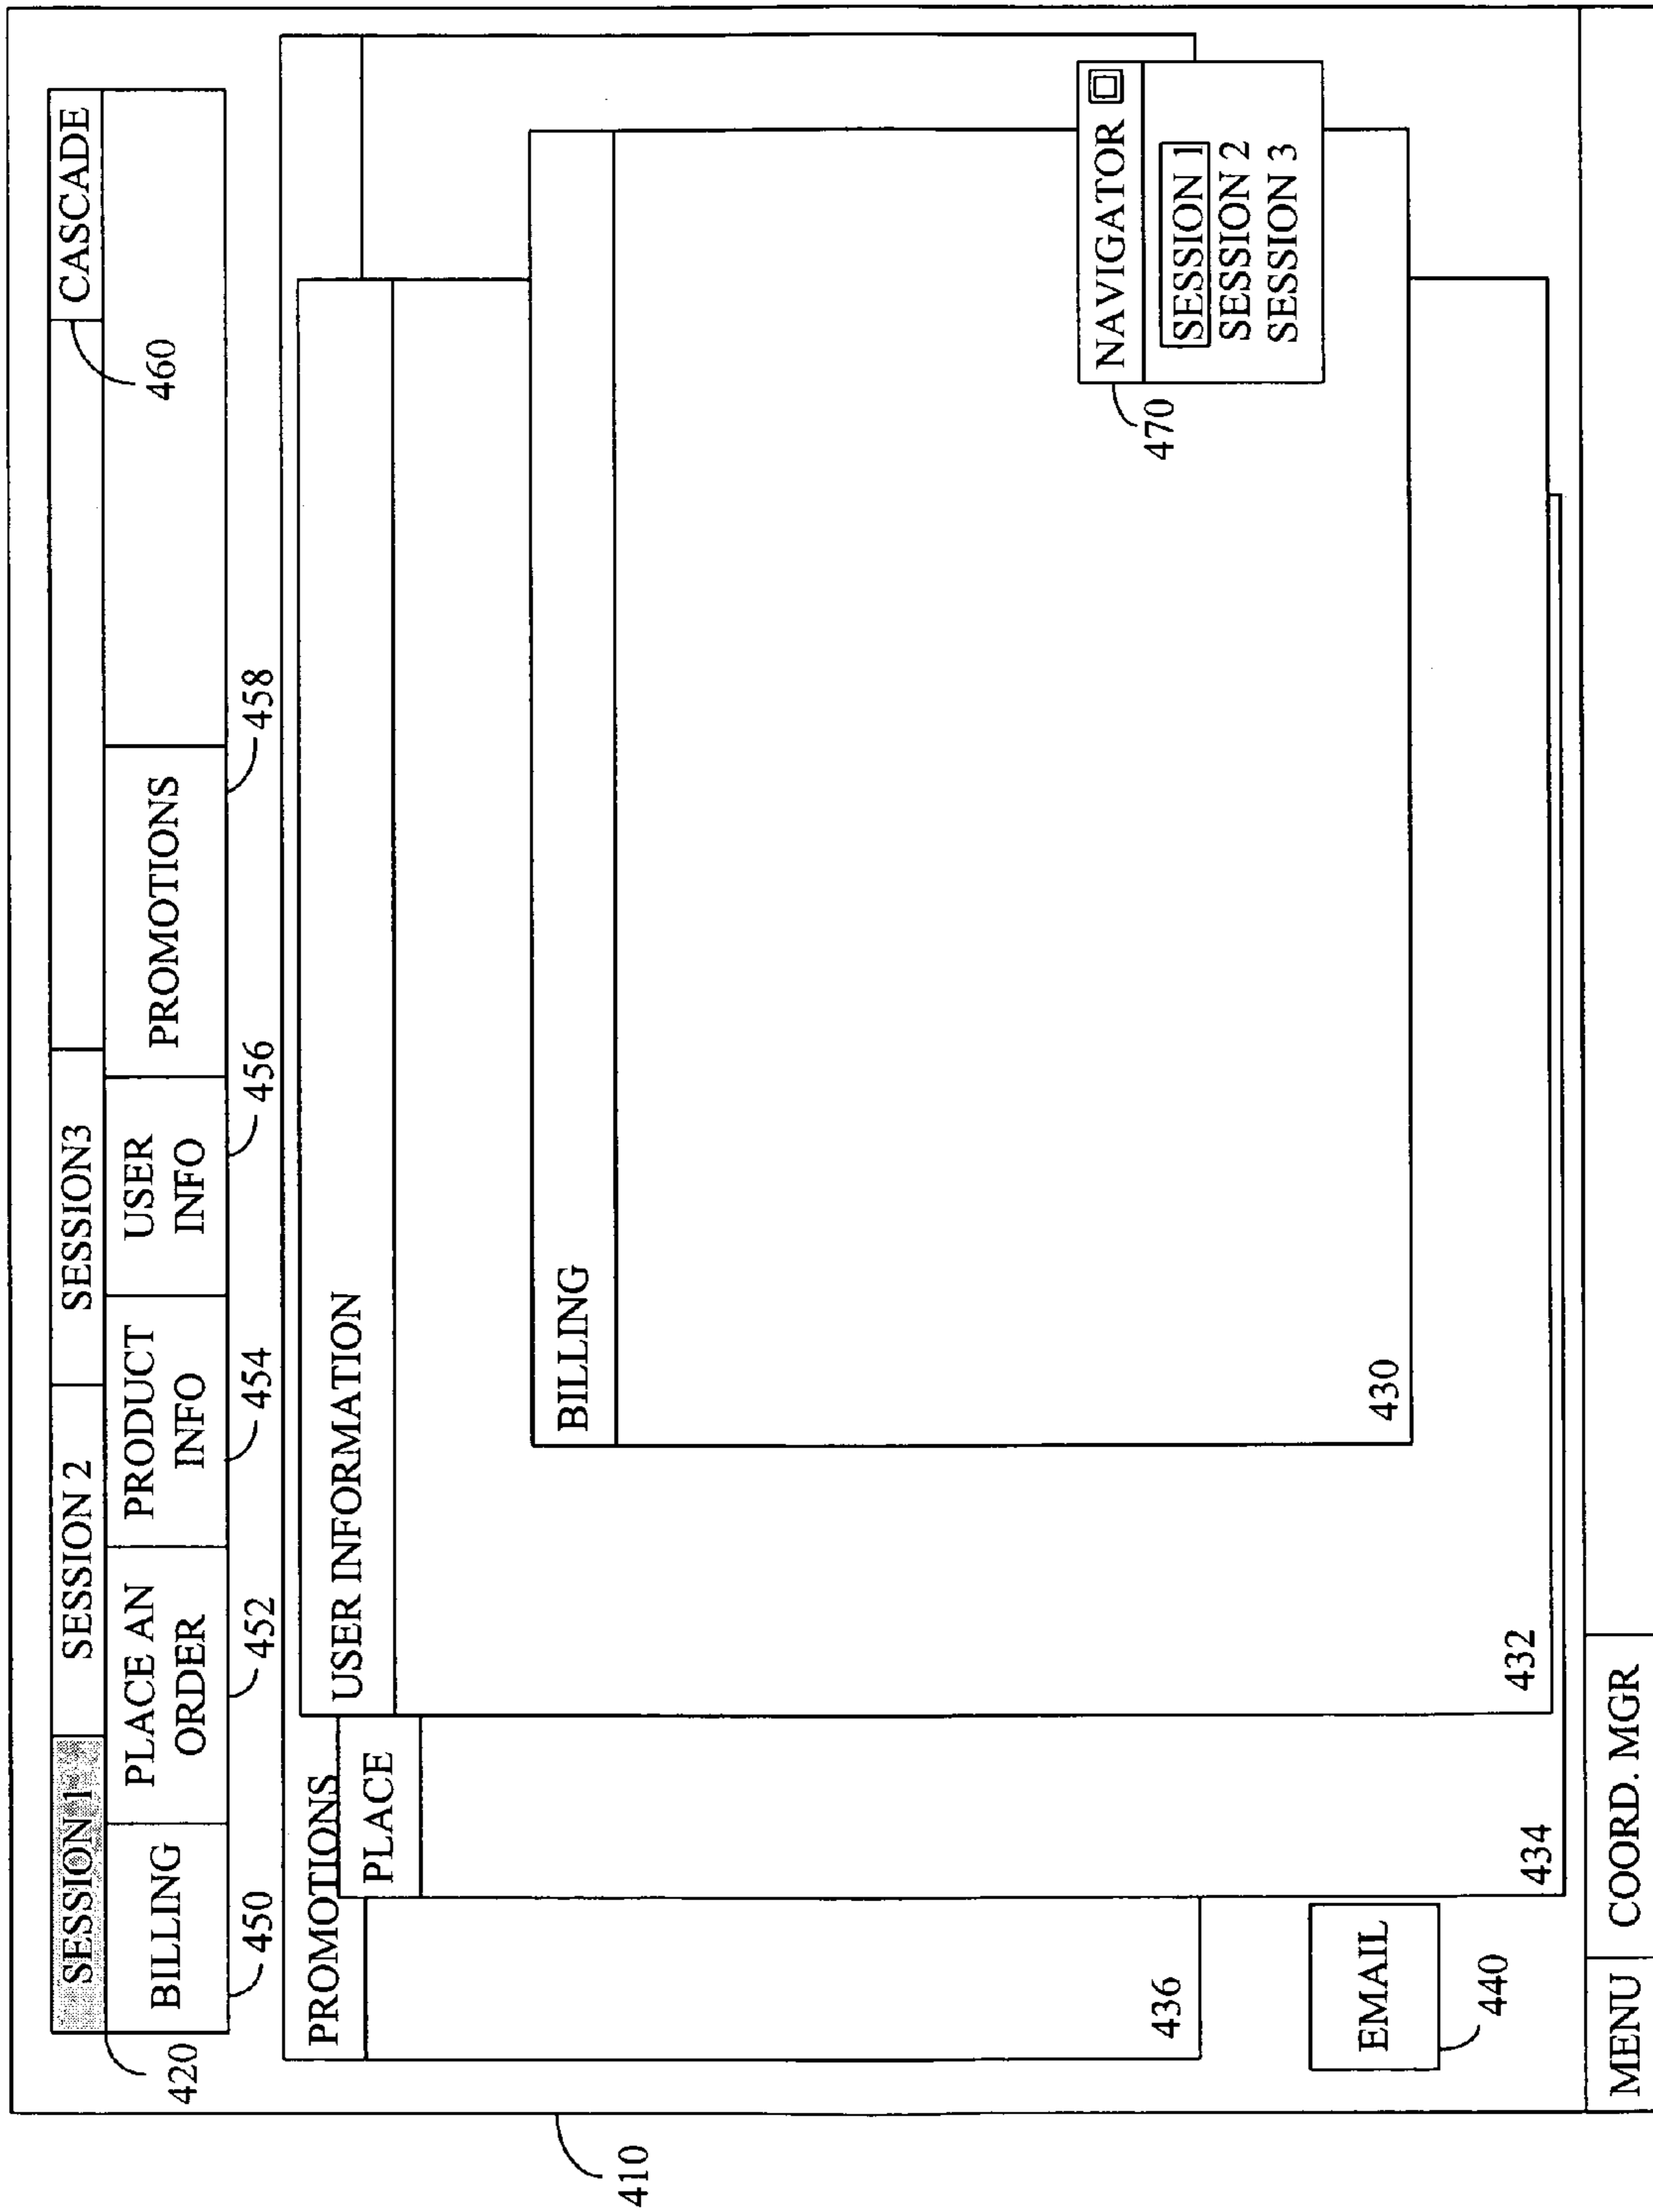 SESSION 1
SESSION 2
SESSION3
CASCADE
420
460
BILLING
PLACE AN
ORDER
PRODUCT
INFO
USER
INFO
PROMOTIONS
450
452
454
456
458
410
PROMOTIONS
436
PLACE
434
USER INFORMATION
432
BILLING
430
NAVIGATOR
SESSION 1
SESSION 2
SESSION 3
470
EMAIL
440
MENU
COORD. MGR